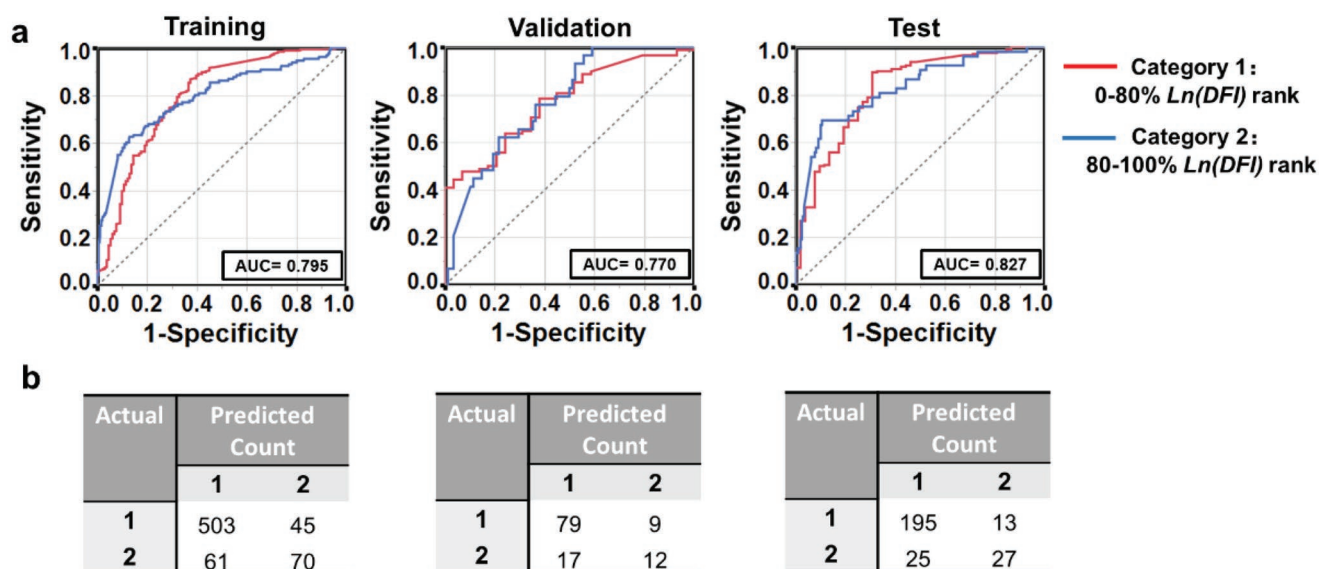 a
Training
Validation
Test
1.0
0.8
0.6
0.4
0.2
0.0
Sensitivity
AUC= 0.795
0.0 0.2 0.4 0.6 0.8 1.0
1-Specificity
1.0
0.8
0.6
0.4
0.2
0.0
Sensitivity
AUC= 0.770
0.0 0.2 0.4 0.6 0.8 1.0
1-Specificity
1.0
0.8
0.6
0.4
0.2
0.0
Sensitivity
AUC= 0.827
0.0 0.2 0.4 0.6 0.8 1.0
1-Specificity
Category 1:
0-80% Ln(DFI) rank
Category 2:
80-100% Ln(DFI) rank
b
Actual Predicted
Count
1 2
1 503 45
2 61 70
Actual Predicted
Count
1 2
1 79 9
2 17 12
Actual Predicted
Count
1 2
1 195 13
2 25 27